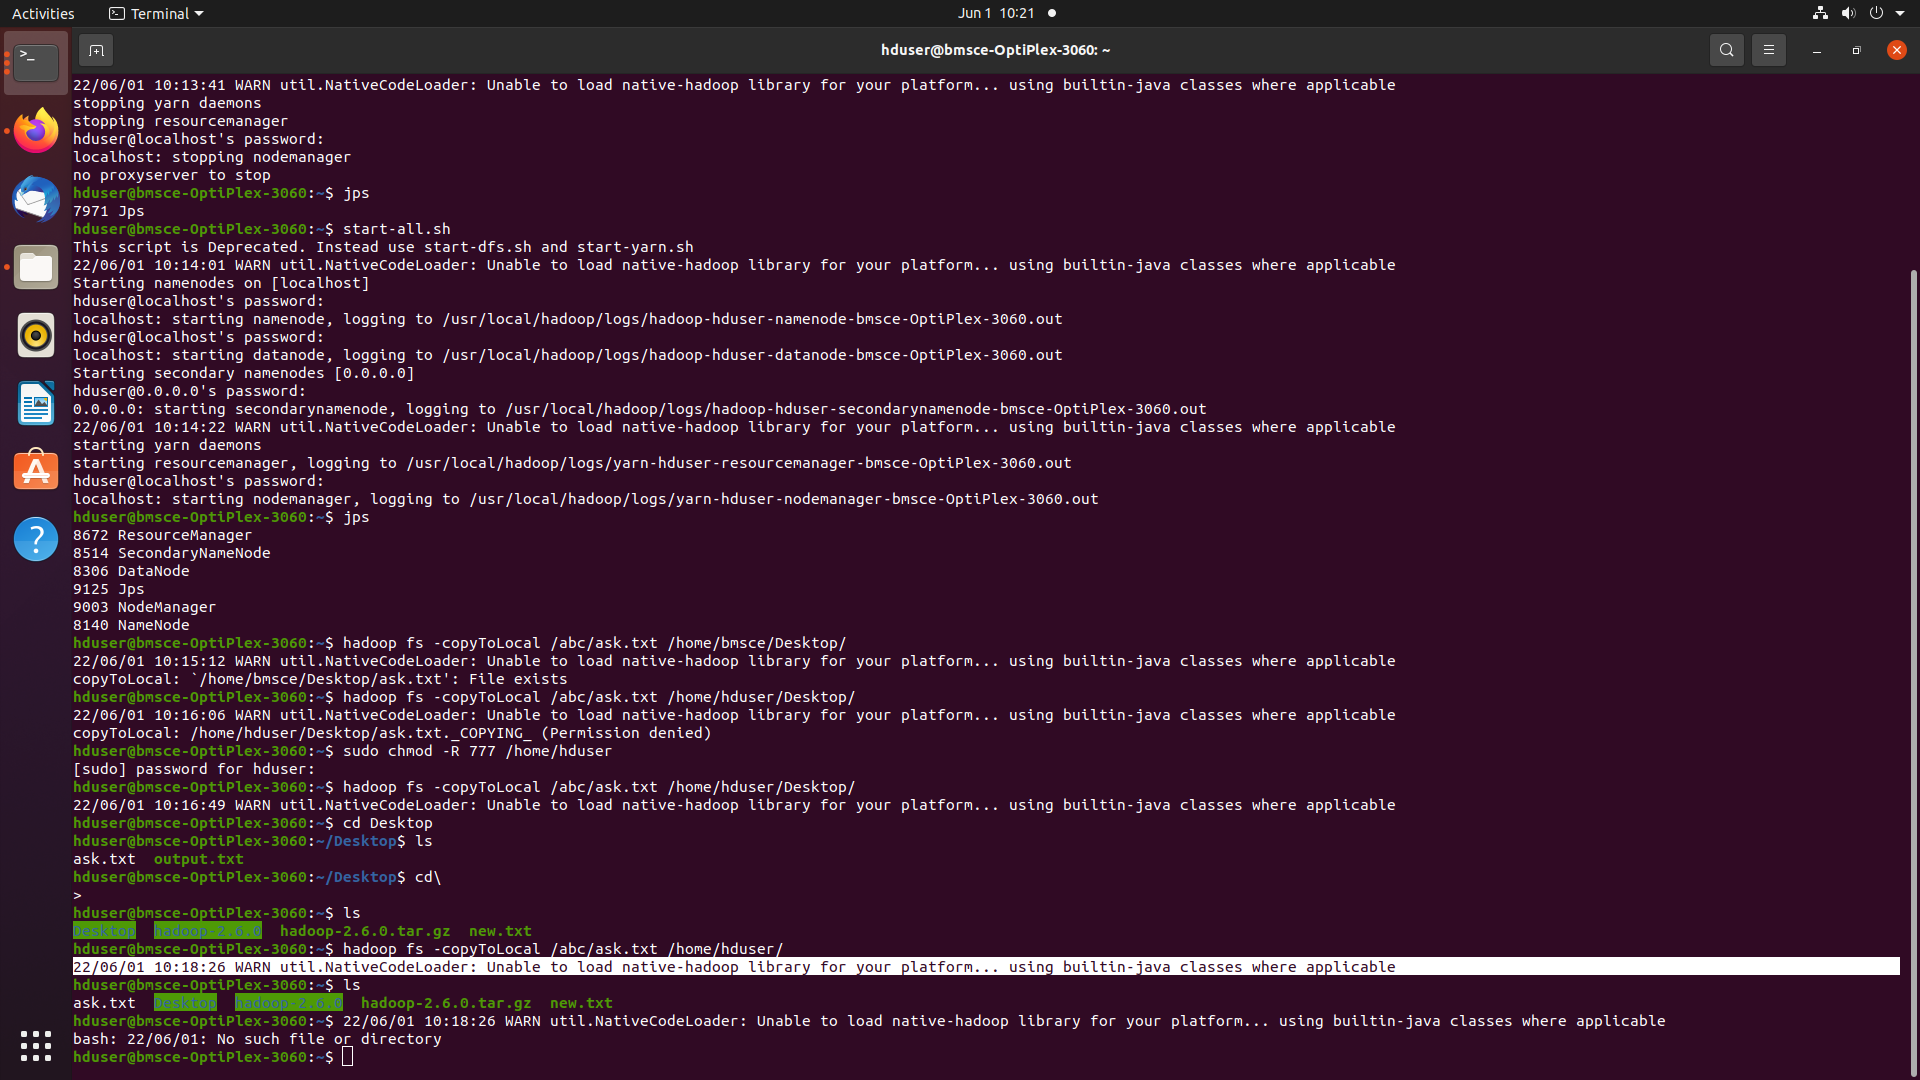 Activities
Terminal
Jun 1 10:21
hduser@bmsce-OptiPlex-3060: ~
22/06/01 10:13:41 WARN util.NativeCodeLoader: Unable to load native-hadoop library for your platform... using builtin-java classes where applicable
stopping yarn daemons
stopping resourcemanager
hduser@localhost's password:
localhost: stopping nodemanager
no proxyserver to stop
hduser@bmsce-OptiPlex-3060:~$ jps
7971 Jps
hduser@bmsce-OptiPlex-3060:~$ start-all.sh
This script is Deprecated. Instead use start-dfs.sh and start-yarn.sh
22/06/01 10:14:01 WARN util.NativeCodeLoader: Unable to load native-hadoop library for your platform... using builtin-java classes where applicable
Starting namenodes on [localhost]
hduser@localhost's password:
localhost: starting namenode, logging to /usr/local/hadoop/logs/hadoop-hduser-namenode-bmsce-OptiPlex-3060.out
hduser@localhost's password:
localhost: starting datanode, logging to /usr/local/hadoop/logs/hadoop-hduser-datanode-bmsce-OptiPlex-3060.out
Starting secondary namenodes [0.0.0.0]
hduser@0.0.0.0's password:
0.0.0.0: starting secondarynamenode, logging to /usr/local/hadoop/logs/hadoop-hduser-secondarynamenode-bmsce-OptiPlex-3060.out
22/06/01 10:14:22 WARN util.NativeCodeLoader: Unable to load native-hadoop library for your platform... using builtin-java classes where applicable
starting yarn daemons
starting resourcemanager, logging to /usr/local/hadoop/logs/yarn-hduser-resourcemanager-bmsce-OptiPlex-3060.out
hduser@localhost's password:
localhost: starting nodemanager, logging to /usr/local/hadoop/logs/yarn-hduser-nodemanager-bmsce-OptiPlex-3060.out
hduser@bmsce-OptiPlex-3060:~$ jps
8672 ResourceManager
8514 SecondaryNameNode
8306 DataNode
9125 Jps
9003 NodeManager
8140 NameNode
hduser@bmsce-OptiPlex-3060:~$ hadoop fs -copyToLocal /abc/ask.txt /home/bmsce/Desktop/
22/06/01 10:15:12 WARN util.NativeCodeLoader: Unable to load native-hadoop library for your platform... using builtin-java classes where applicable
copyToLocal: `/home/bmsce/Desktop/ask.txt': File exists
hduser@bmsce-OptiPlex-3060:~$ hadoop fs -copyToLocal /abc/ask.txt /home/hduser/Desktop/
22/06/01 10:16:06 WARN util.NativeCodeLoader: Unable to load native-hadoop library for your platform... using builtin-java classes where applicable
copyToLocal: /home/hduser/Desktop/ask.txt._COPYING_ (Permission denied)
hduser@bmsce-OptiPlex-3060:~$ sudo chmod -R 777 /home/hduser
[sudo] password for hduser:
hduser@bmsce-OptiPlex-3060:~$ hadoop fs -copyToLocal /abc/ask.txt /home/hduser/Desktop/
22/06/01 10:16:49 WARN util.NativeCodeLoader: Unable to load native-hadoop library for your platform... using builtin-java classes where applicable
hduser@bmsce-OptiPlex-3060:~$ cd Desktop
hduser@bmsce-OptiPlex-3060:~/Desktop$ ls
ask.txt  output.txt
hduser@bmsce-OptiPlex-3060:~/Desktop$ cd\
>
hduser@bmsce-OptiPlex-3060:~$ ls
Desktop  hadoop-2.6.0  hadoop-2.6.0.tar.gz  new.txt
hduser@bmsce-OptiPlex-3060:~$ hadoop fs -copyToLocal /abc/ask.txt /home/hduser/
22/06/01 10:18:26 WARN util.NativeCodeLoader: Unable to load native-hadoop library for your platform... using builtin-java classes where applicable
hduser@bmsce-OptiPlex-3060:~$ ls
ask.txt  Desktop  hadoop-2.6.0  hadoop-2.6.0.tar.gz  new.txt
hduser@bmsce-OptiPlex-3060:~$ 22/06/01 10:18:26 WARN util.NativeCodeLoader: Unable to load native-hadoop library for your platform... using builtin-java classes where applicable
bash: 22/06/01: No such file or directory
hduser@bmsce-OptiPlex-3060:~$